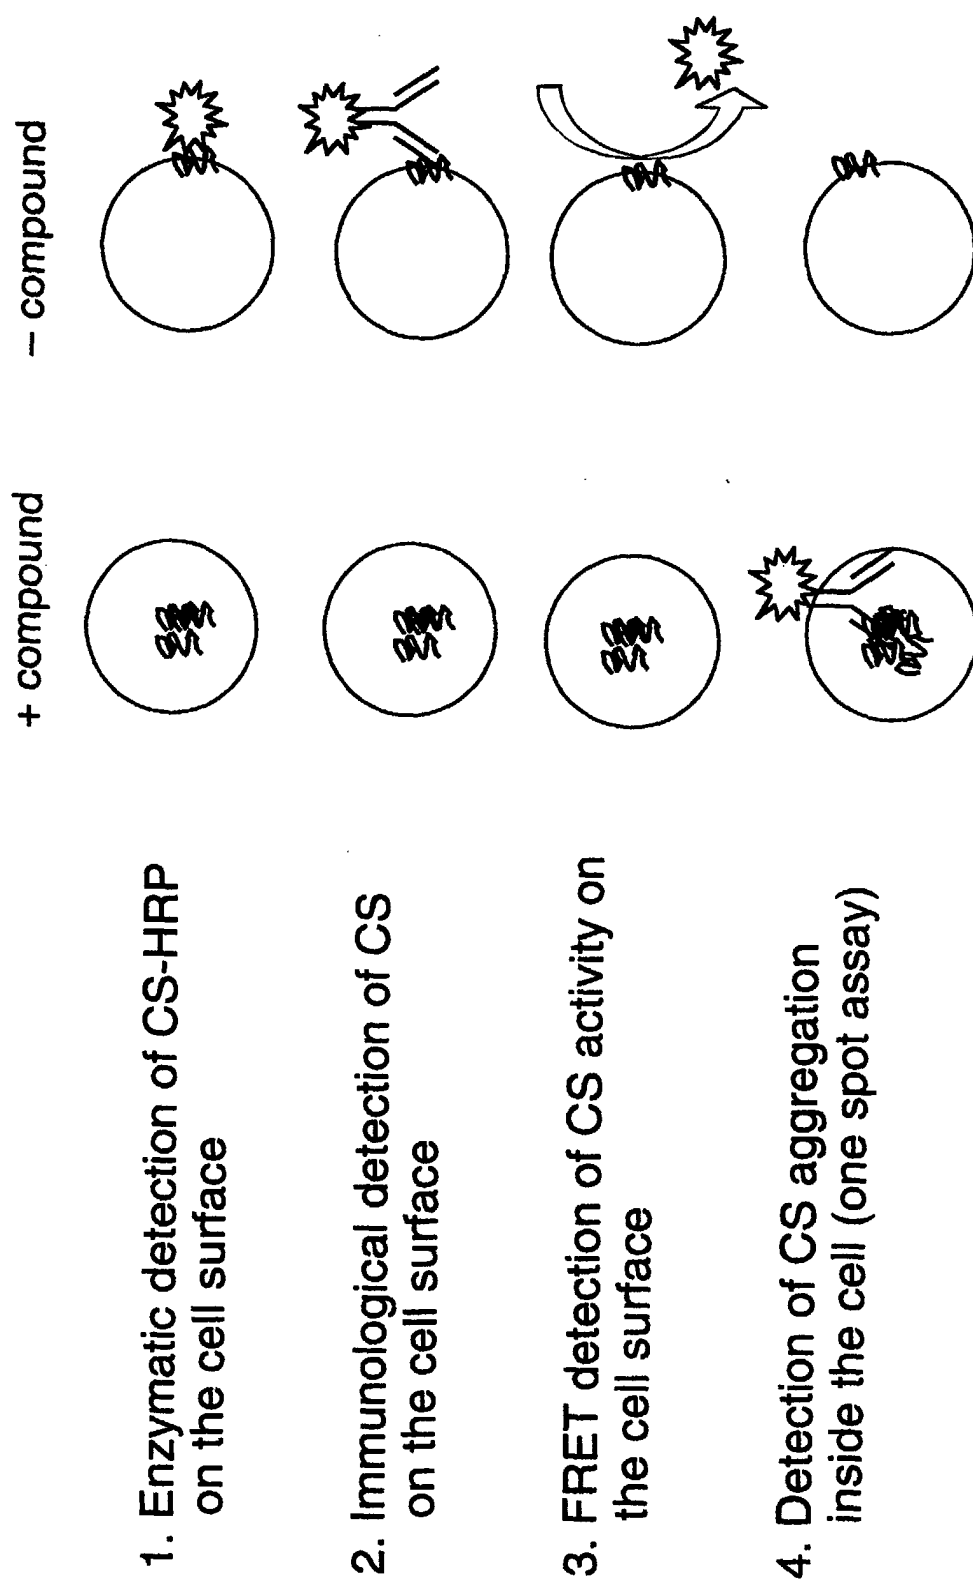 + compound
– compound
1. Enzymatic detection of CS-HRP
on the cell surface
2. Immunological detection of CS
on the cell surface
3. FRET detection of CS activity on
the cell surface
4. Detection of CS aggregation
inside the cell (one spot assay)